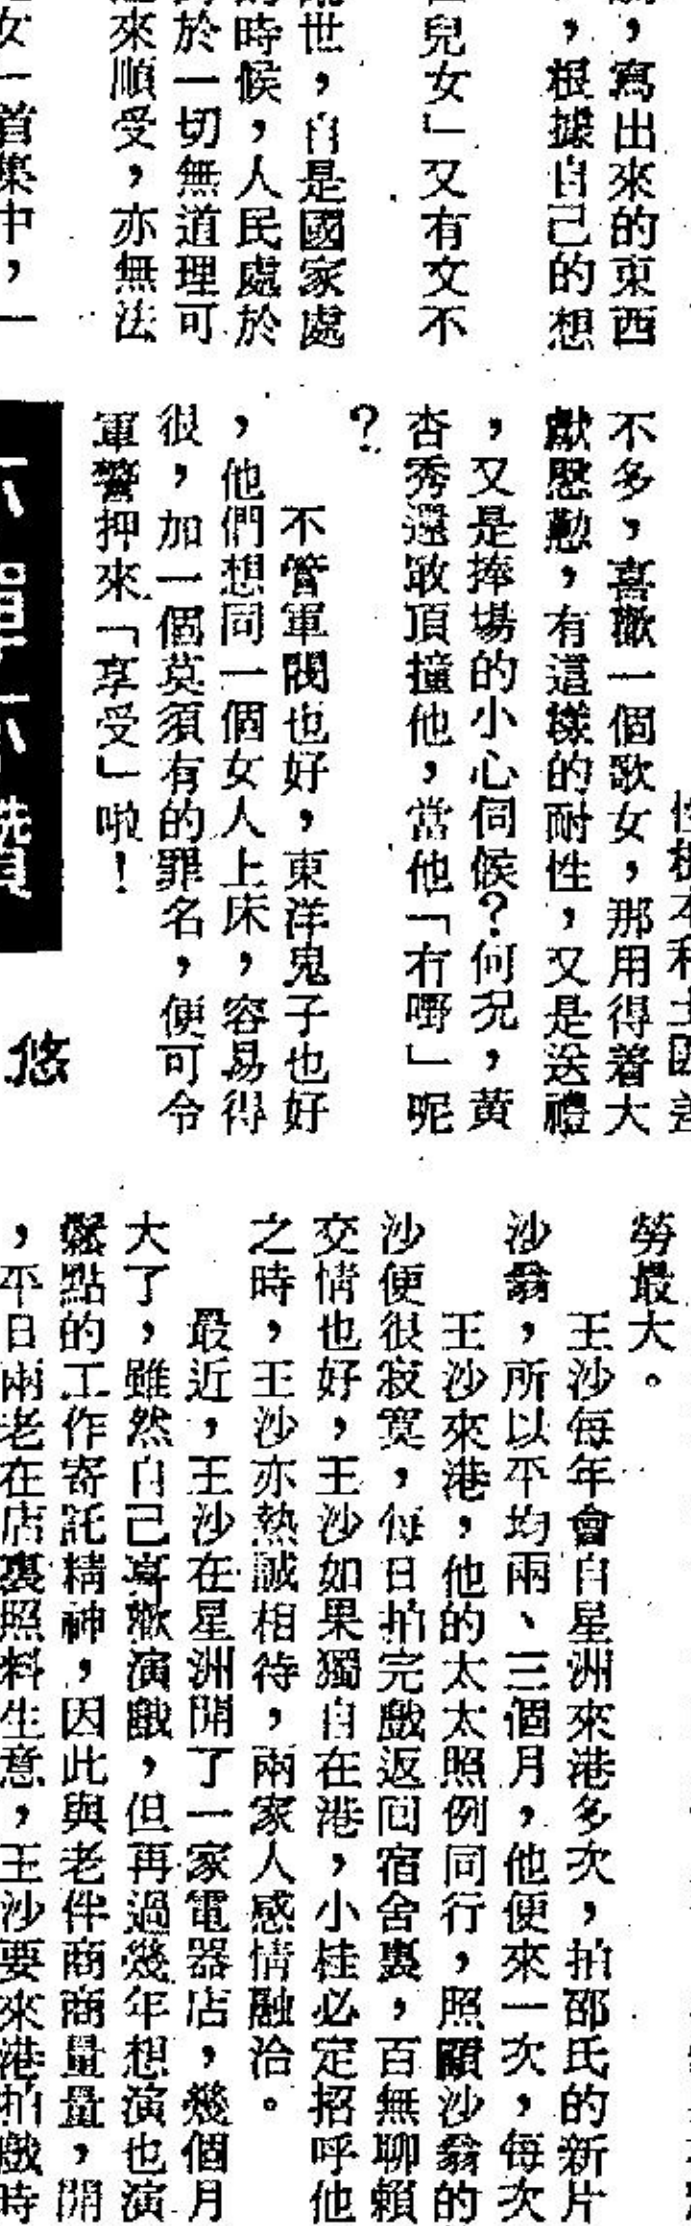 ，寫出來的東西
，根據自己的想
兒女」又有文不
世，自是國家處
時候，人民處於
於一切無道理可
來順受，亦無法
女一首集中，一
不多，喜歡一個歌女，那用得着大
獻慇懃，有這樣的耐性，又是送禮
，又是捧場的小心伺候？何況，黃
杏秀還敢頂撞他，當他「冇嘢」呢
？
不管軍閥也好，東洋鬼子也好
，他們想同一個女人上床，容易得
很，加一個莫須有的罪名，便可令
軍警押來「享受」啦！
悠
勞最大。
王沙每年會自星洲來港多次，拍邵氏的新片
，所以平均兩、三個月，他便來一次，每次
王沙來港，他的太太照例同行，照顧沙翁的
沙翁
沙便很寂寞，每日拍完戲返回宿舍裏，百無聊賴
交情也好，王沙如果獨自在港，小桂必定招呼他
之時，王沙亦熱誠相待，兩家人感情融洽。
最近，王沙在星洲開了一家電器店，幾個月
大了，雖然自己喜歡演戲，但再過幾年想演也演
鬆點的工作寄託精神，因此與老伴商商量量，開
，平日兩老在店裏照料生意，王沙要來港拍戲時